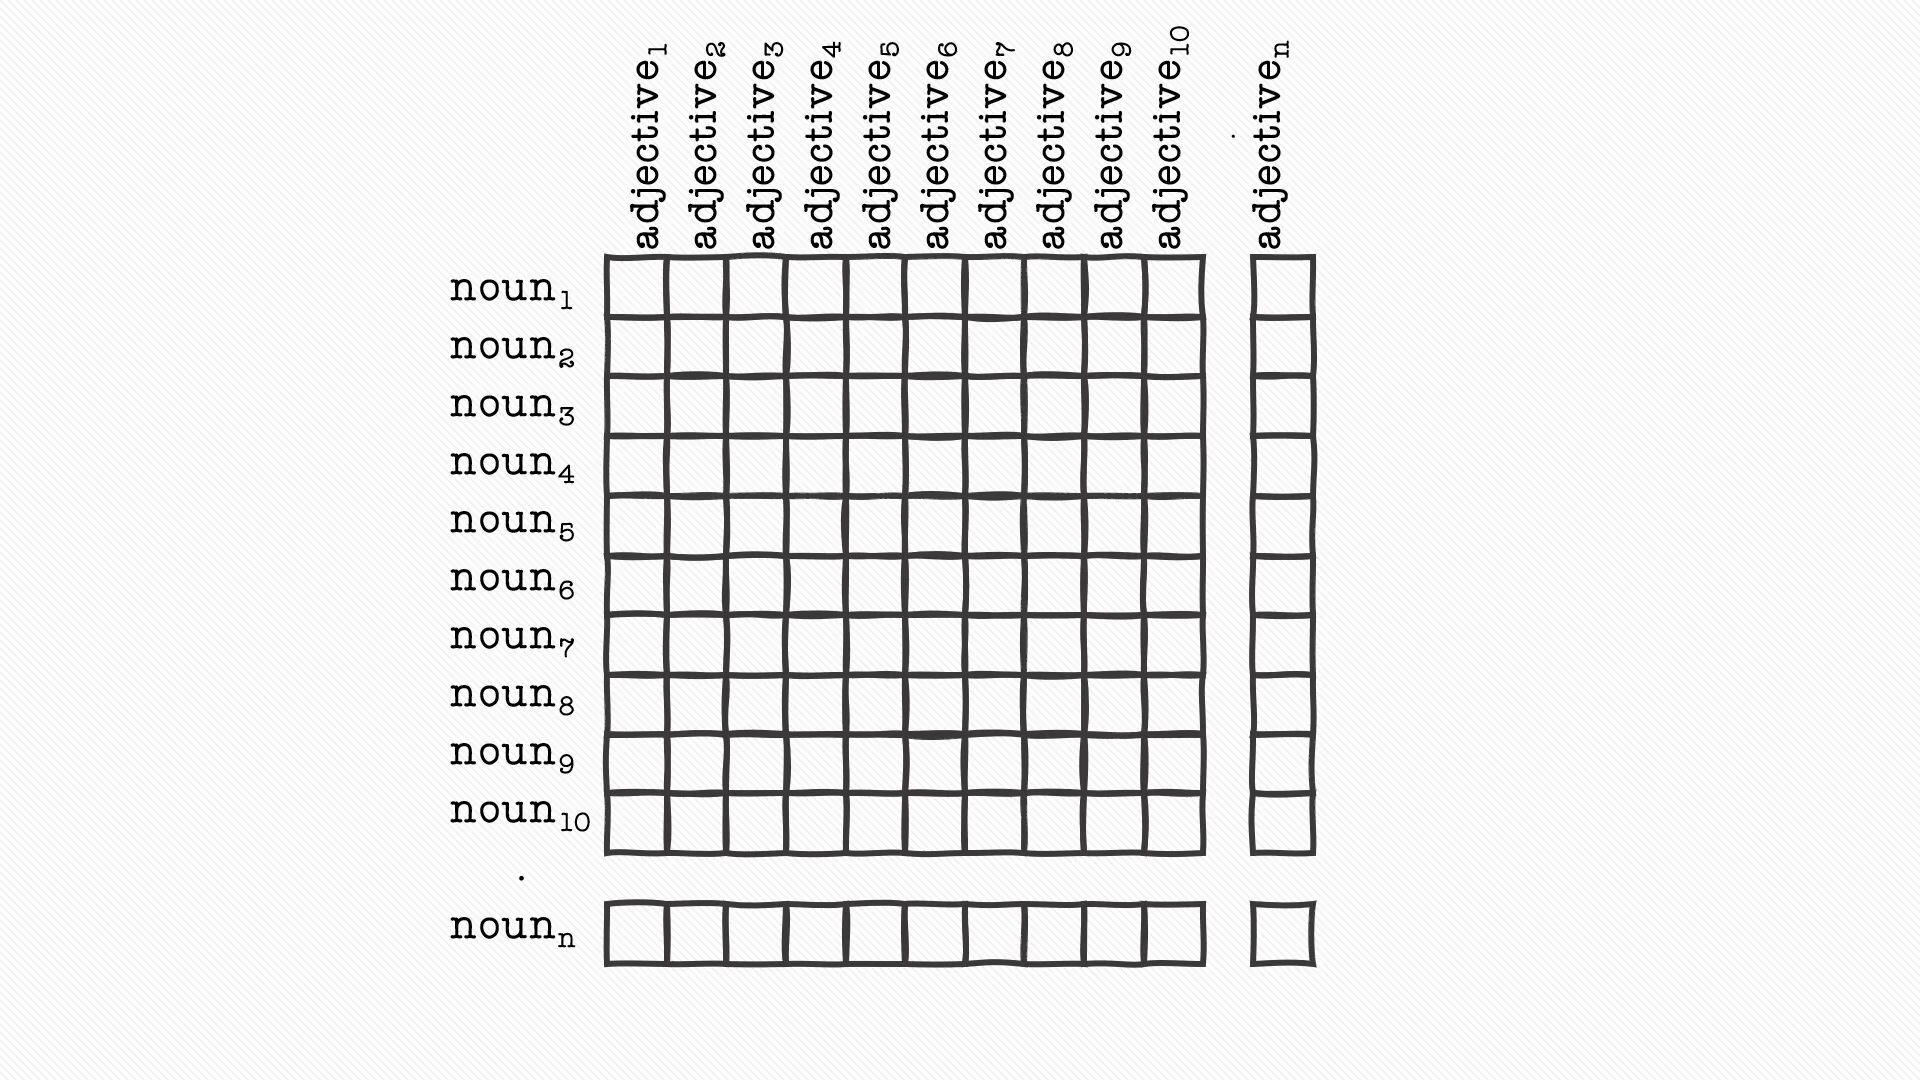 adjective₁
adjective₂
adjective₃
adjective₄
adjective₅
adjective₆
adjective₇
adjective₈
adjective₉
adjective₁₀
.
adjectiveₙ
noun₁
noun₂
noun₃
noun₄
noun₅
noun₆
noun₇
noun₈
noun₉
noun₁₀
.
nounₙ